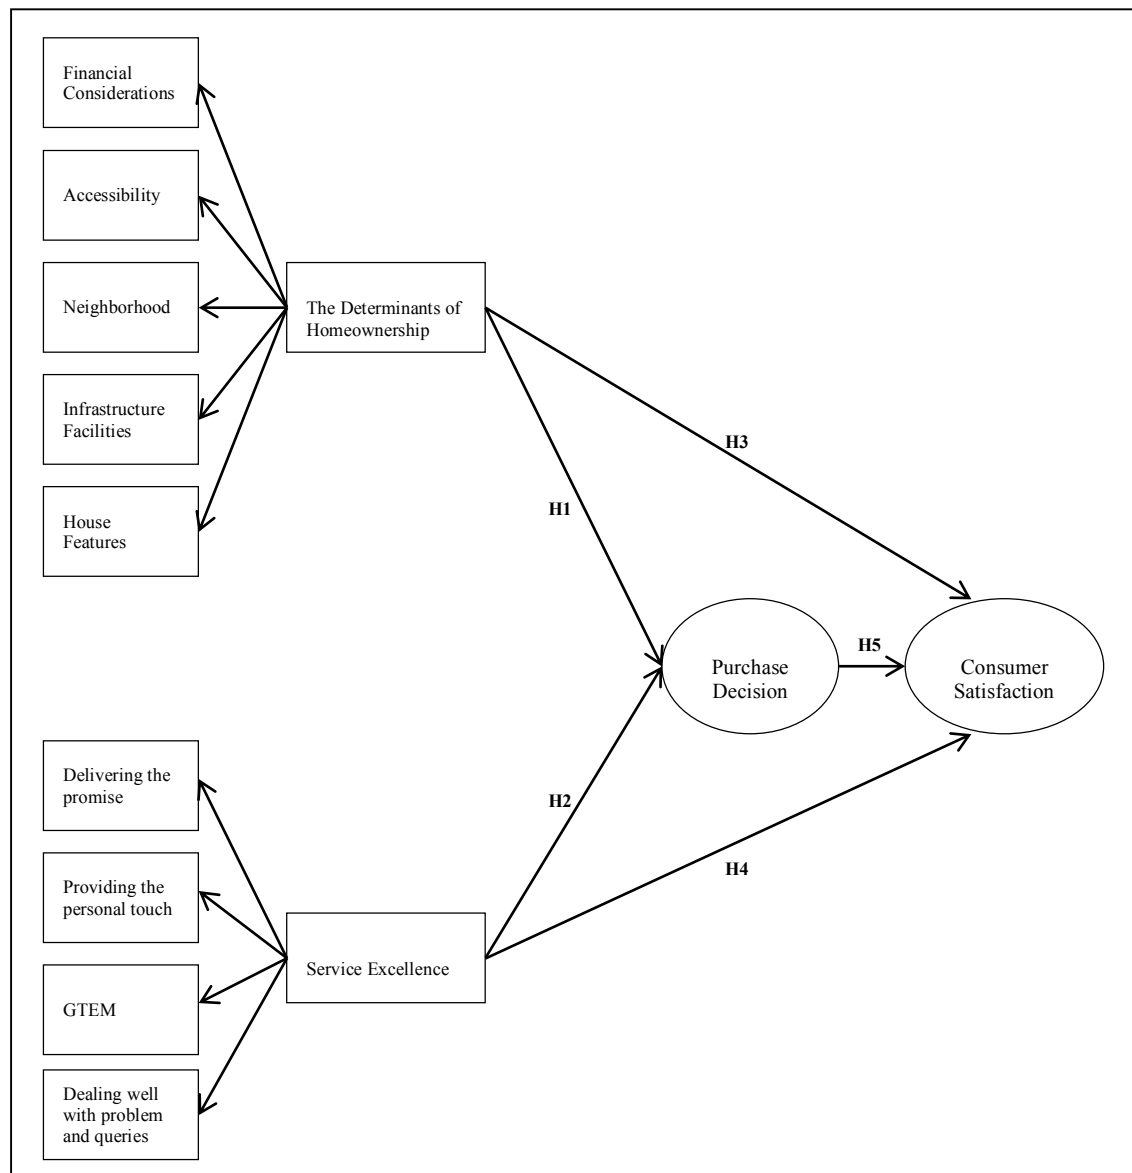 Financial
Considerations
Accessibility
Neighborhood
The Determinants of
Homeownership
Infrastructure
Facilities
House
Features
H3
H1
Purchase
Decision
H5
Consumer
Satisfaction
Delivering the
promise
H2
Providing the
personal touch
H4
Service Excellence
GTEM
Dealing well
with problem
and queries